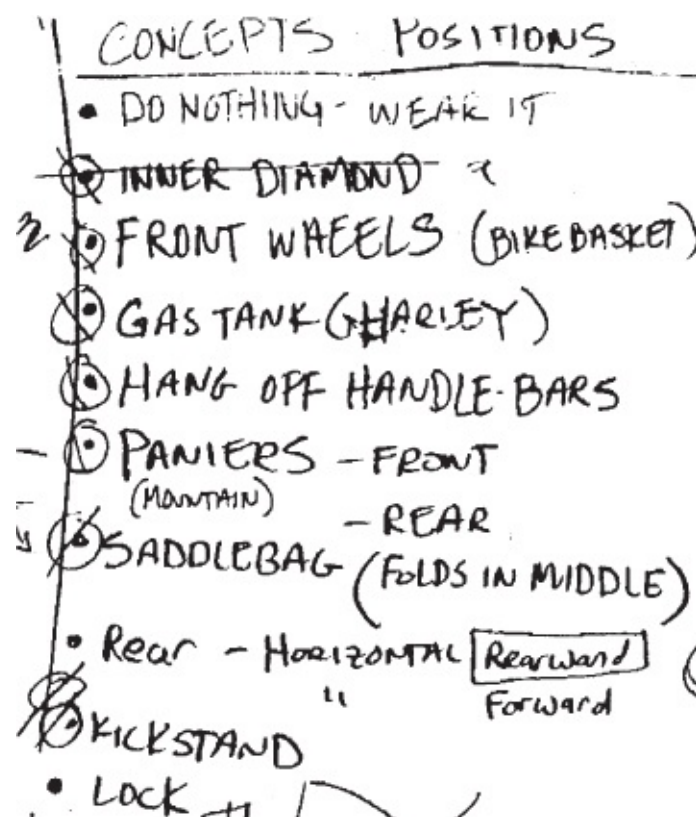 CONCEPTS POSITIONS
• DO NOTHING - WEAR IT
• INNER DIAMOND
2 • FRONT WHEELS (BIKE BASKET)
• GAS TANK (HARLEY)
• HANG OFF HANDLE-BARS
• PANIERS - FRONT
(MOUNTAIN)
- REAR
• SADDLEBAG (FOLDS IN MIDDLE)
• Rear - HORIZONTAL Rearward
" Forward
• KICKSTAND
• LOCK